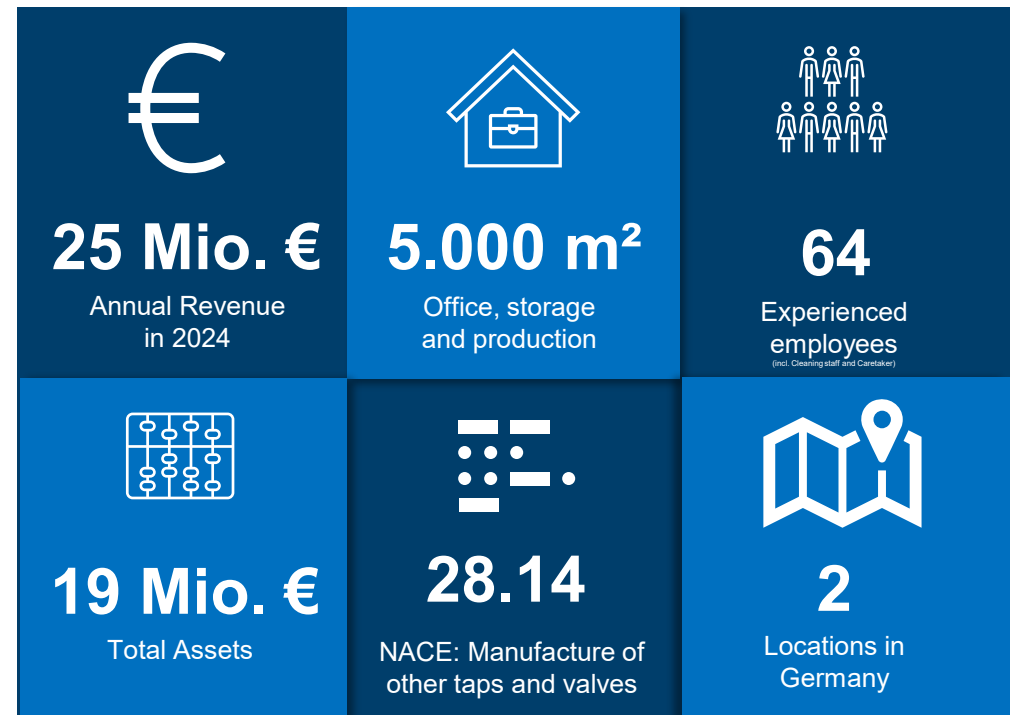 25 Mio. €
Annual Revenue
in 2024
5.000 m²
Office, storage
and production
64
Experienced
employees
(incl. Cleaning staff and Caretaker)
19 Mio. €
Total Assets
28.14
NACE: Manufacture of
other taps and valves
2
Locations in
Germany